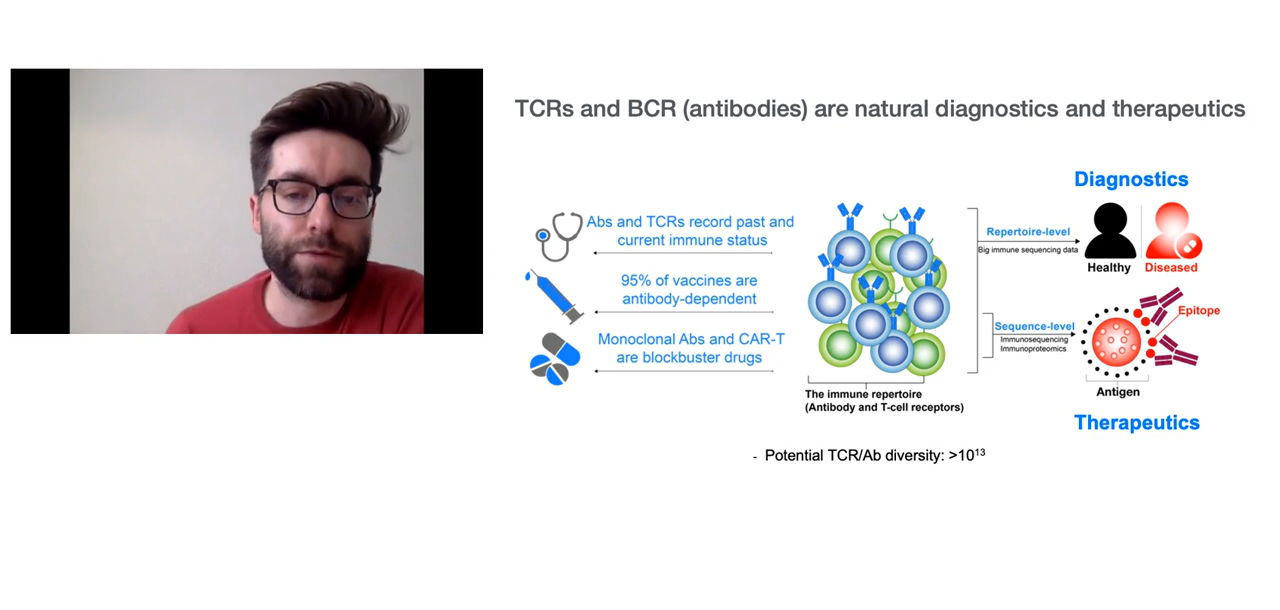 TCRs and BCR (antibodies) are natural diagnostics and therapeutics
Abs and TCRs record past and
current immune status
95% of vaccines are
antibody-dependent
Monoclonal Abs and CAR-T
are blockbuster drugs
The immune repertoire
(Antibody and T-cell receptors)
Diagnostics
Repertoire-level
Big immune sequencing data
Healthy
Diseased
Sequence-level
Immunosequencing
Immunoproteomics
Epitope
Antigen
Therapeutics
- Potential TCR/Ab diversity: >10¹³